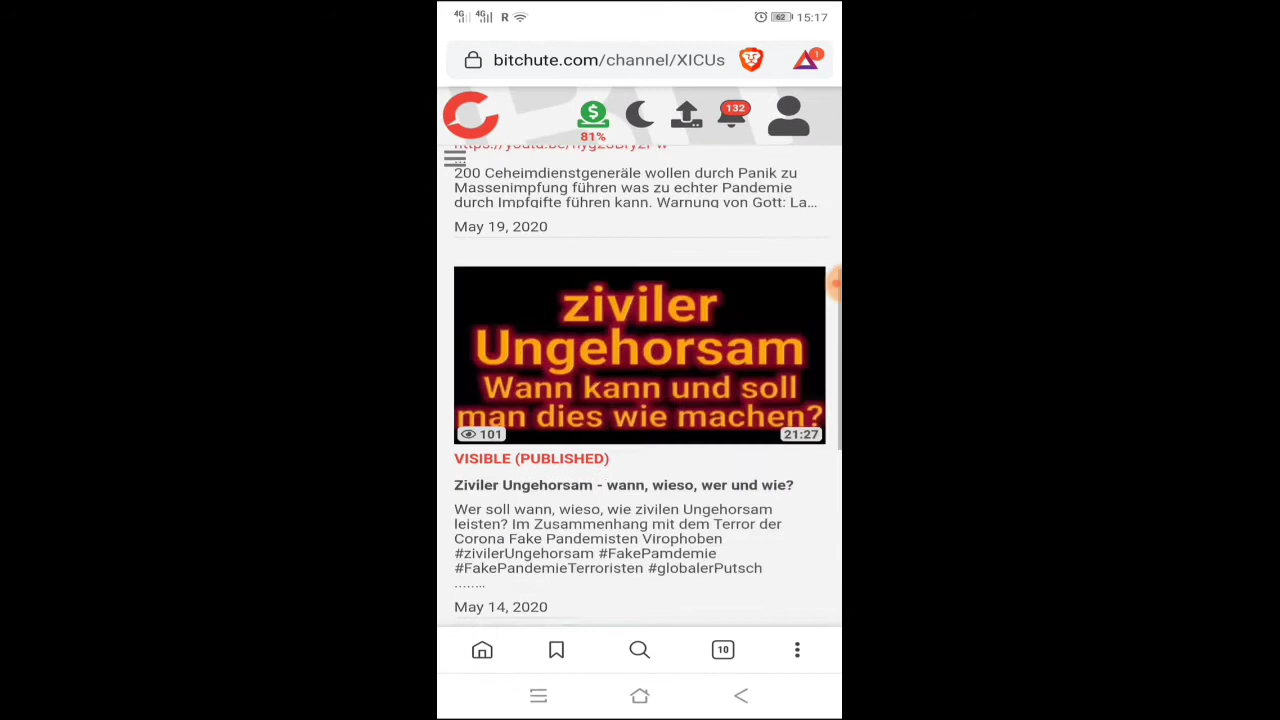 4G 4G R 62 15:17
bitchute.com/channel/XICUs 1
132
81%
200 Ceheimdienstgeneräle wollen durch Panik zu
Massenimpfung führen was zu echter Pandemie
durch Impfgifte führen kann. Warnung von Gott: La...
May 19, 2020
ziviler
Ungehorsam
Wann kann und soll
man dies wie machen?
101 21:27
VISIBLE (PUBLISHED)
Ziviler Ungehorsam - wann, wieso, wer und wie?
Wer soll wann, wieso, wie zivilen Ungehorsam
leisten? Im Zusammenhang mit dem Terror der
Corona Fake Pandemisten Virophoben
#zivilerUngehorsam #FakePamdemie
#FakePandemieTerroristen #globalerPutsch
........
May 14, 2020
10